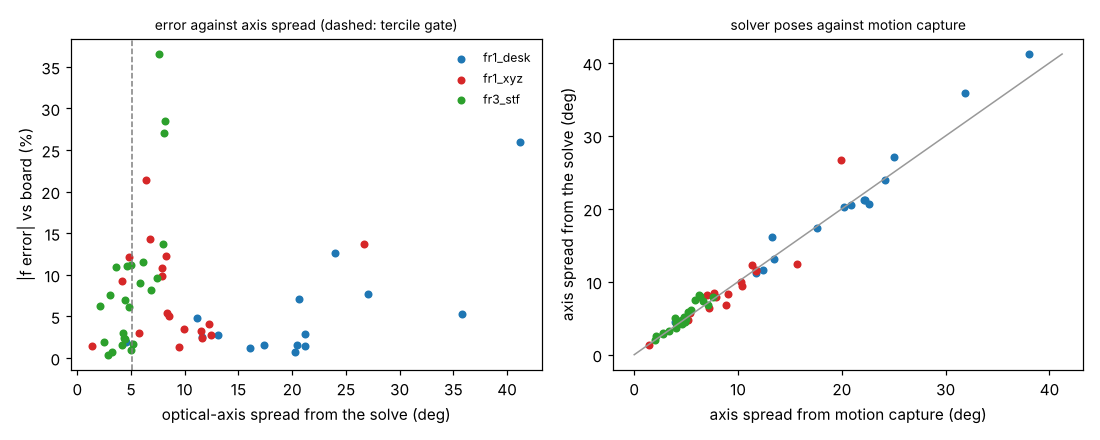 error against axis spread (dashed: tercile gate)
|f error| vs board (%)
35
30
25
20
15
10
5
0
fr1_desk
fr1_xyz
fr3_stf
0 5 10 15 20 25 30 35 40
optical-axis spread from the solve (deg)
solver poses against motion capture
axis spread from the solve (deg)
40
30
20
10
0
0 10 20 30 40
axis spread from motion capture (deg)